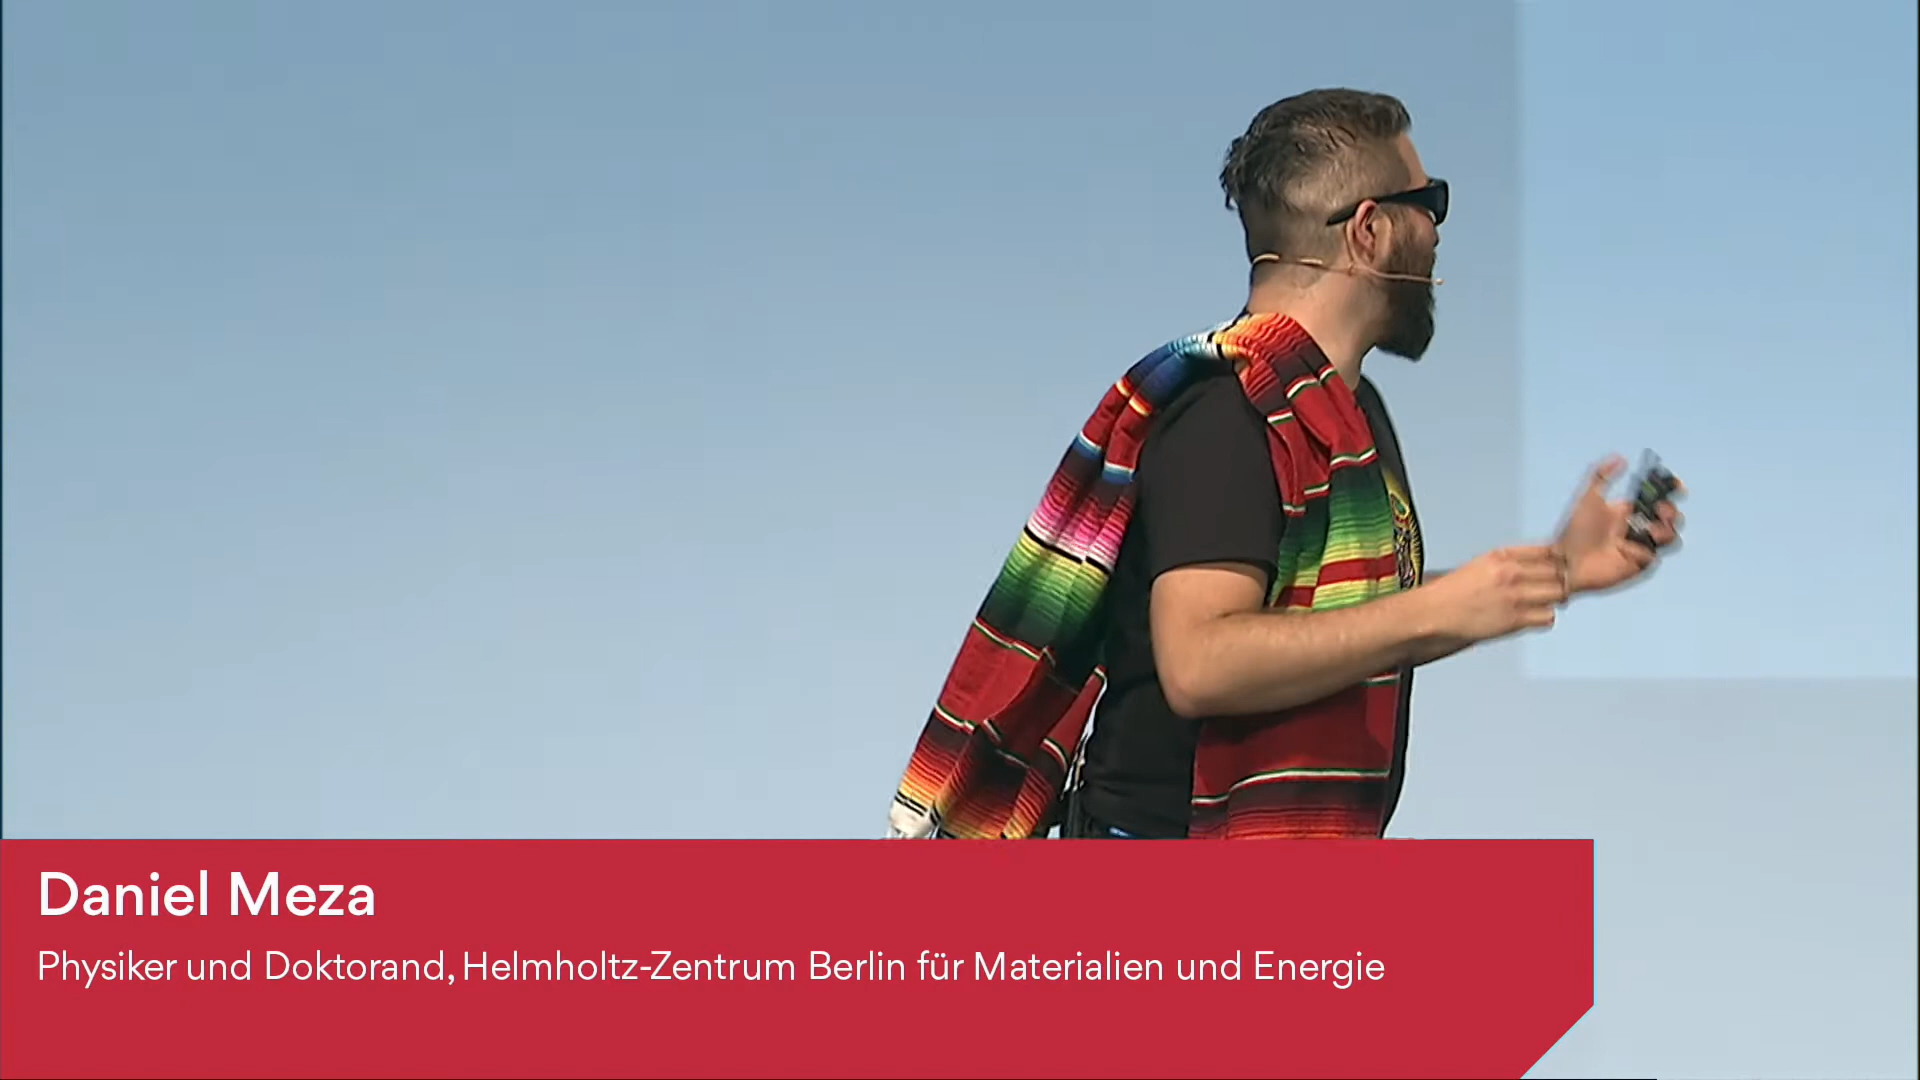 Daniel Meza
Physiker und Doktorand, Helmholtz-Zentrum Berlin für Materialien und Energie